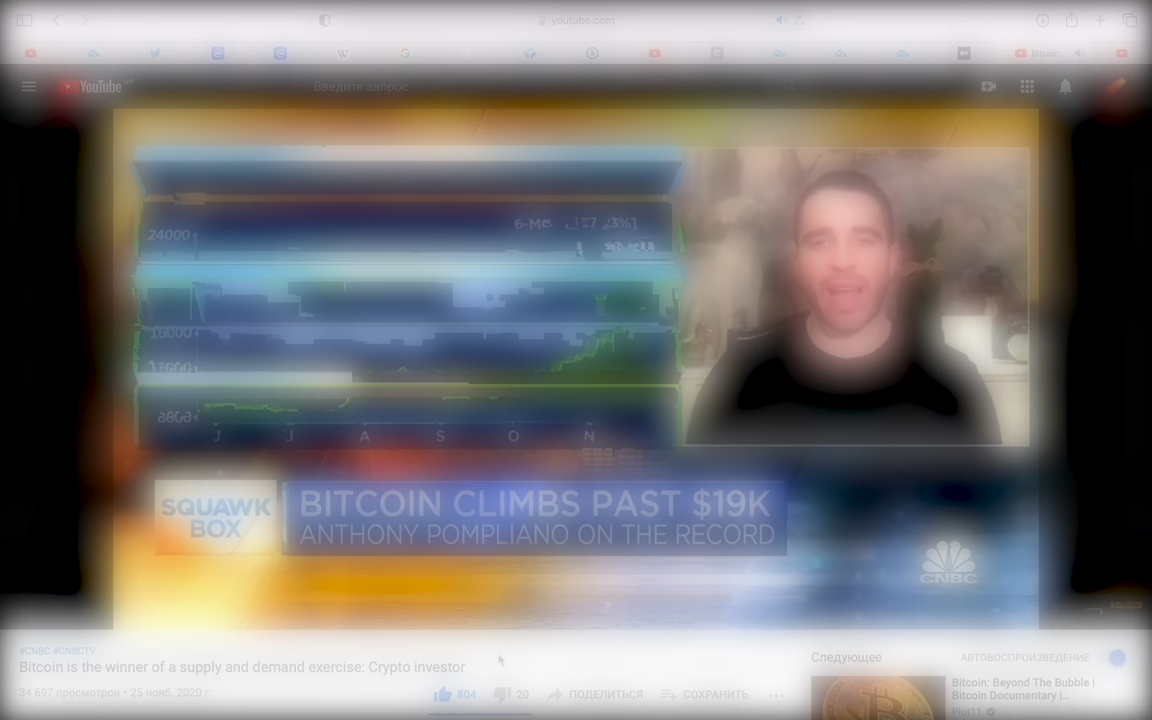 youtube.com
W
G
Bitcoin...
YouTube
UA
Введите запрос
24000
16000
J J A S O N
SQUAWK
BOX
BITCOIN CLIMBS PAST $19K
ANTHONY POMPLIANO ON THE RECORD
CNBC
#CNBC #CNBCTV
Bitcoin is the winner of a supply and demand exercise: Crypto investor
34 697 просмотров • 25 нояб. 2020 г.
804
20
ПОДЕЛИТЬСЯ
СОХРАНИТЬ
Следующее
АВТОВОСПРОИЗВЕДЕНИЕ
Bitcoin: Beyond The Bubble |
Bitcoin Documentary |...